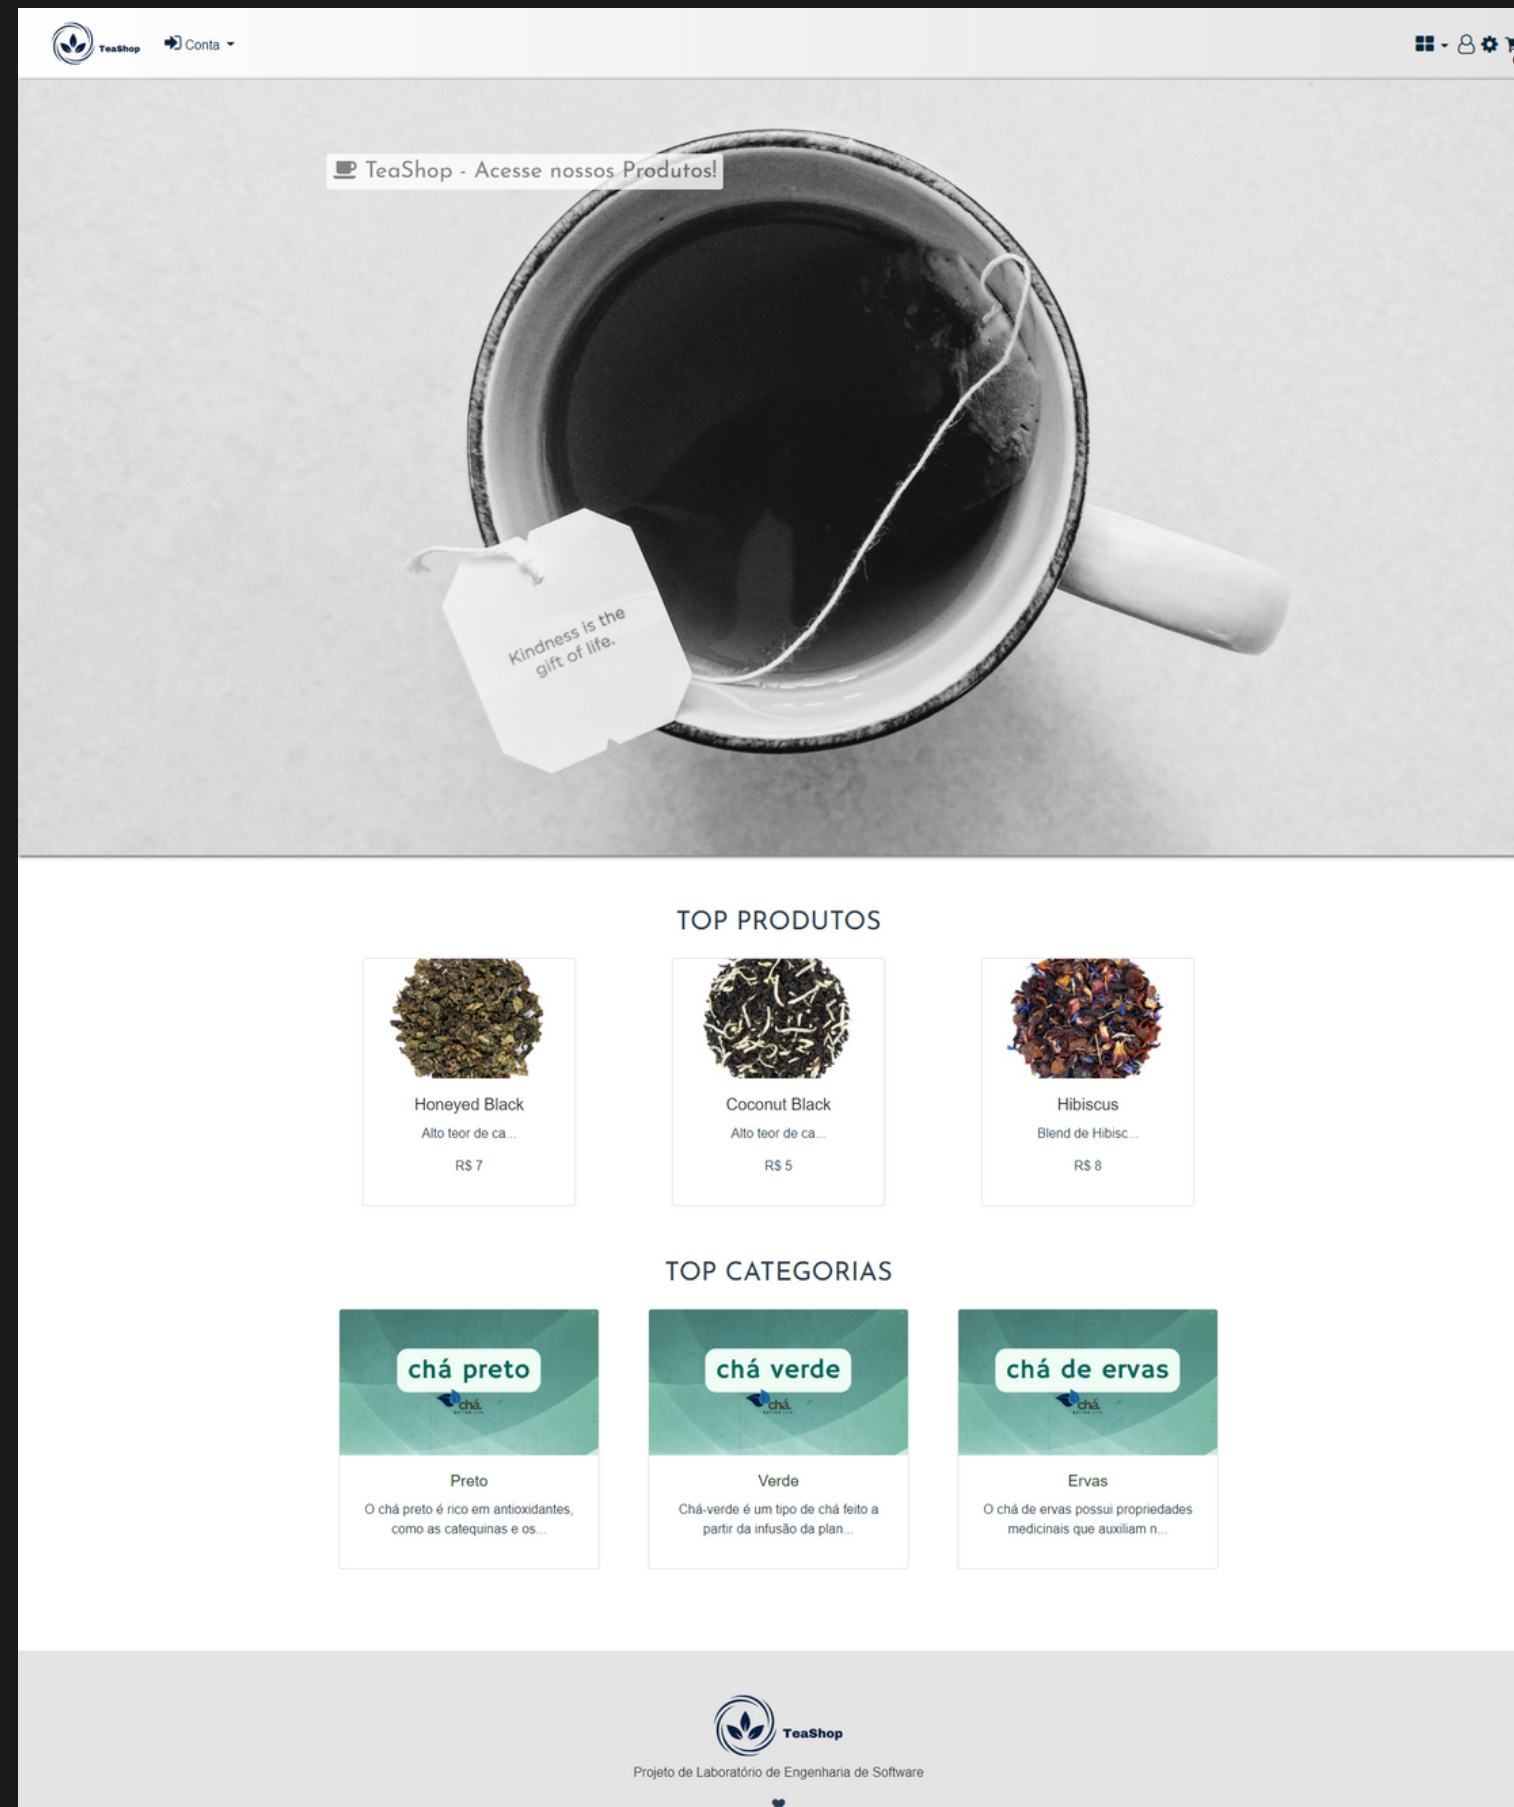 TeaShop
Conta
TeaShop - Acesse nossos Produtos!
Kindness is the
gift of life.
TOP PRODUTOS
Honeyed Black
Alto teor de ca...
R$ 7
Coconut Black
Alto teor de ca...
R$ 5
Hibiscus
Blend de Hibisc...
R$ 8
TOP CATEGORIAS
chá preto
chá.
Preto
O chá preto é rico em antioxidantes,
como as catequinas e os...
chá verde
chá.
Verde
Chá-verde é um tipo de chá feito a
partir da infusão da plan...
chá de ervas
chá.
Ervas
O chá de ervas possui propriedades
medicinais que auxiliam n...
TeaShop
Projeto de Laboratório de Engenharia de Software